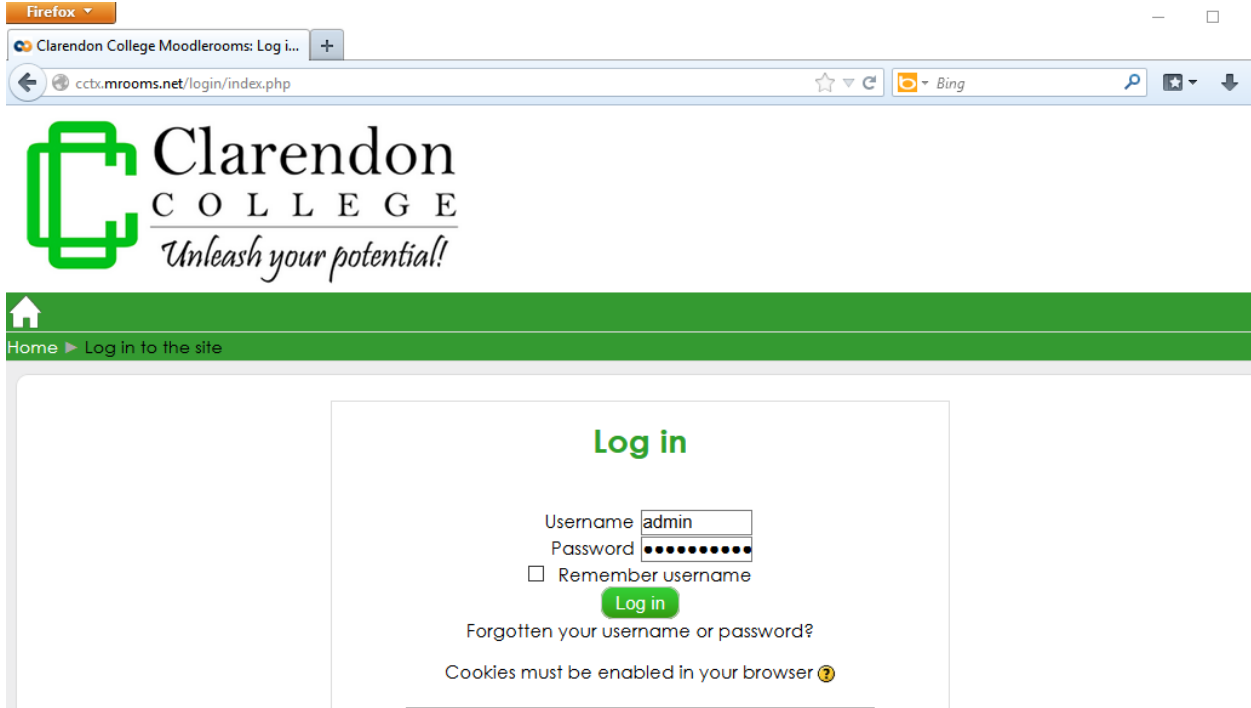 Firefox
Clarendon College Moodlerooms: Log i...
cctx.mrooms.net/login/index.php
Bing
Clarendon
COLLEGE
Unleash your potential!
Home ▶ Log in to the site
Log in
Username admin
Password ●●●●●●●●●●
Remember username
Log in
Forgotten your username or password?
Cookies must be enabled in your browser ?